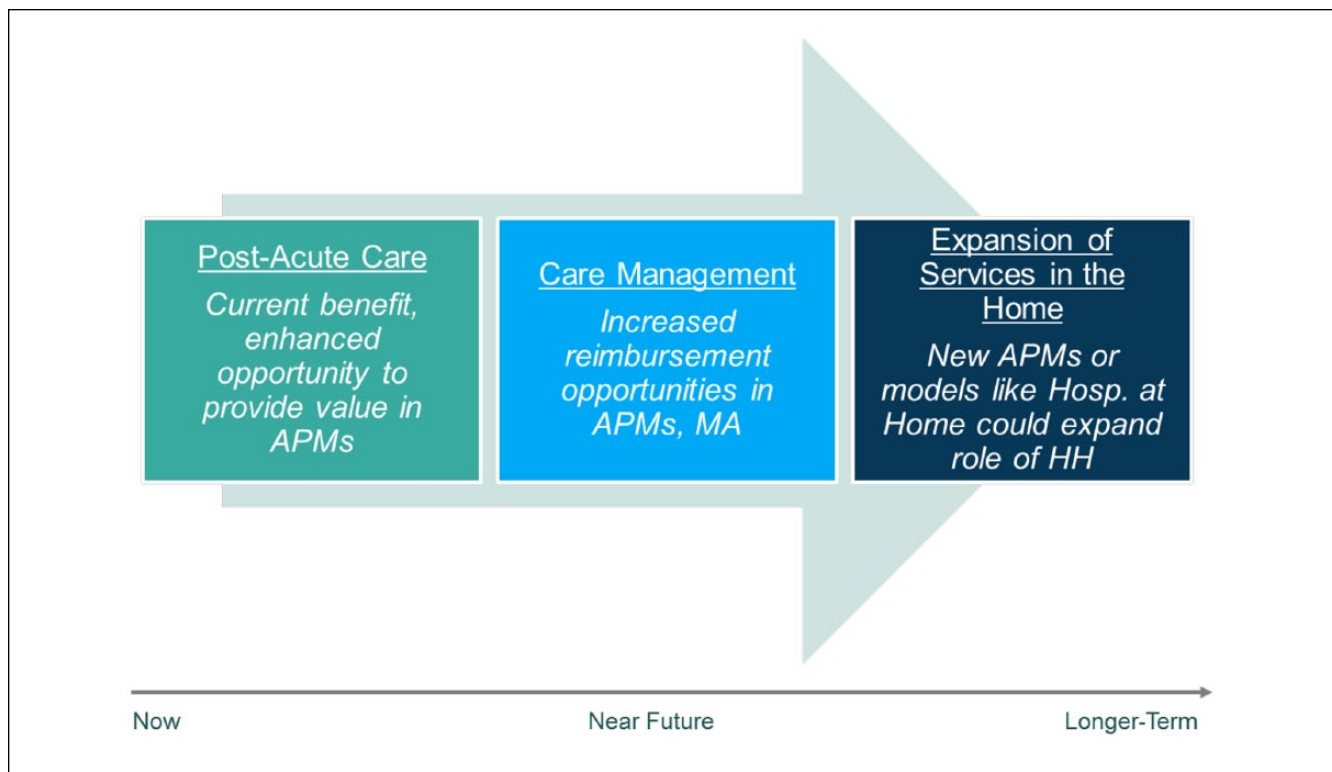 Post-Acute Care
Current benefit,
enhanced
opportunity to
provide value in
APMs
Care Management
Increased
reimbursement
opportunities in
APMs, MA
Expansion of
Services in the
Home
New APMs or
models like Hosp. at
Home could expand
role of HH
Now
Near Future
Longer-Term